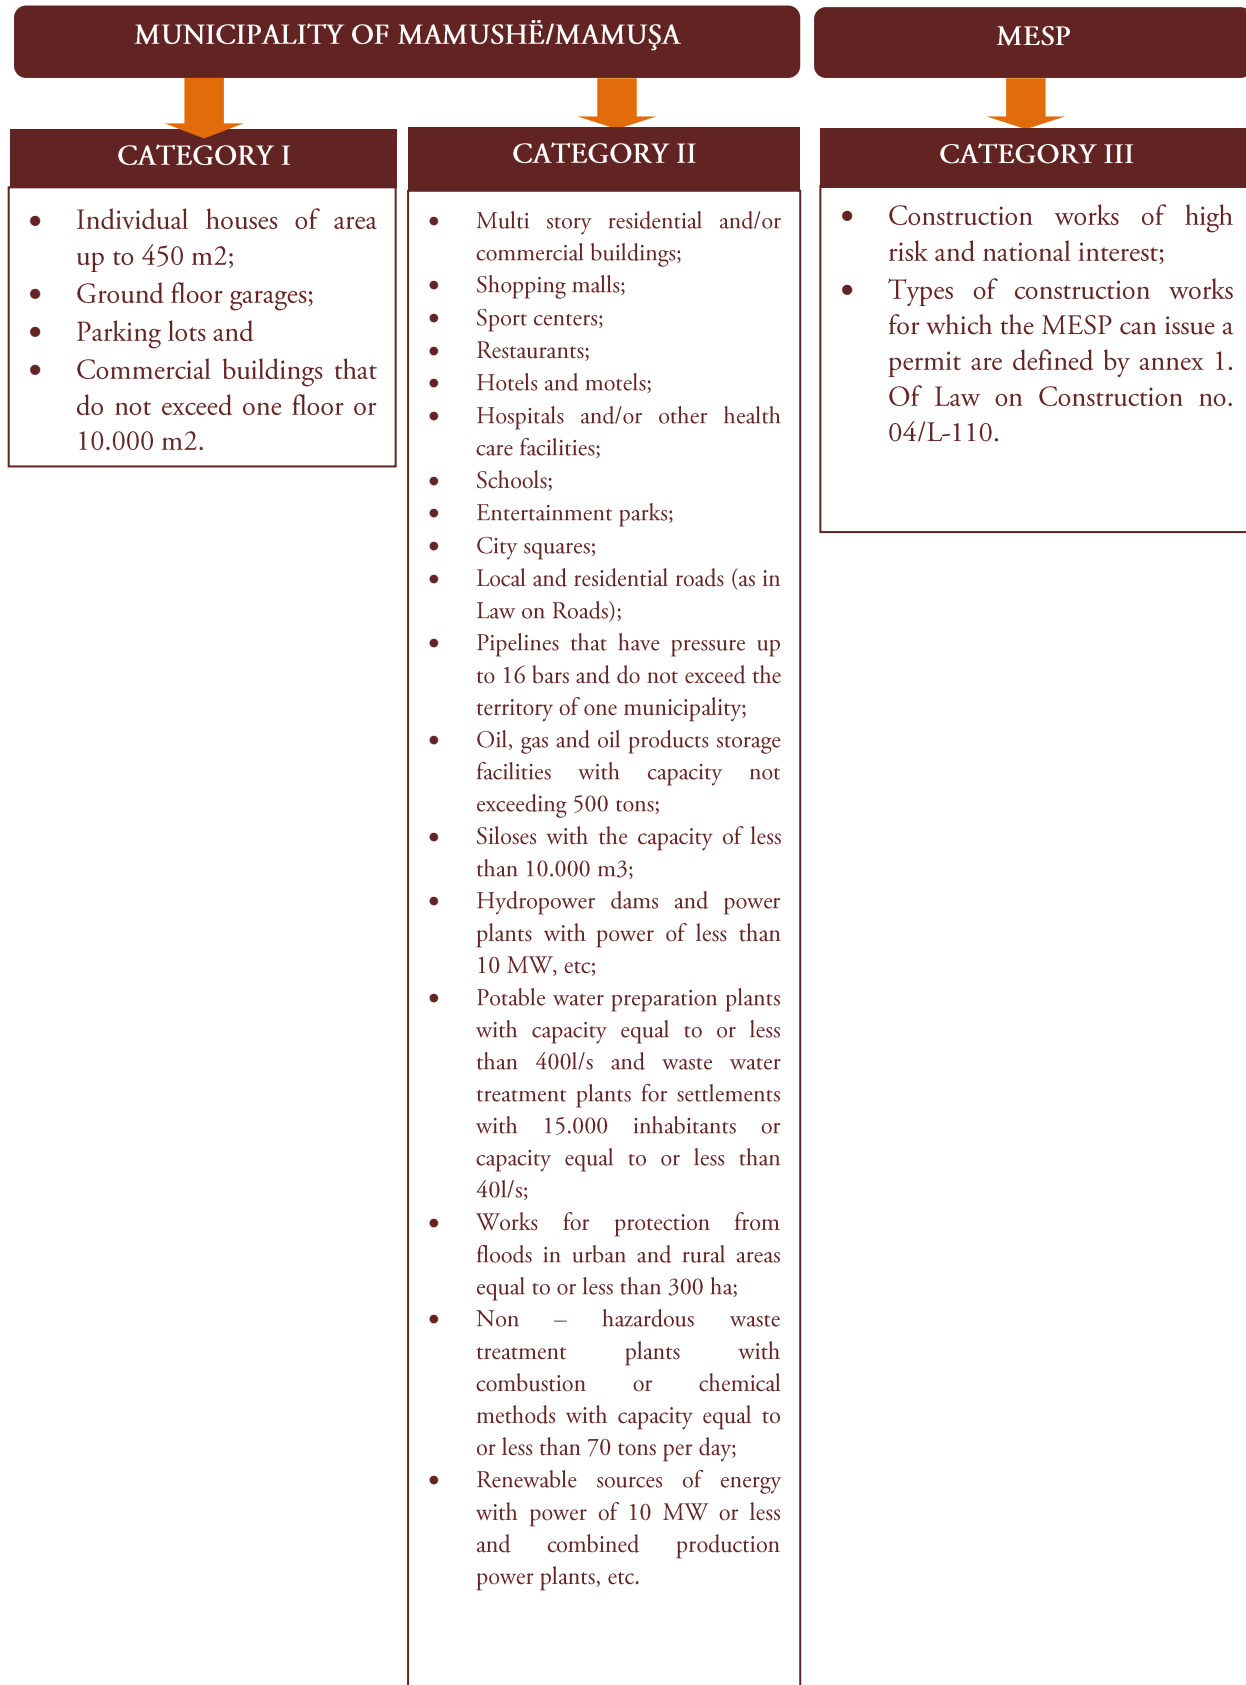 MUNICIPALITY OF MAMUSHË/MAMUŞA
MESP
CATEGORY I
• Individual houses of area
up to 450 m2;
• Ground floor garages;
• Parking lots and
• Commercial buildings that
do not exceed one floor or
10.000 m2.
CATEGORY II
• Multi story residential and/or
commercial buildings;
• Shopping malls;
• Sport centers;
• Restaurants;
• Hotels and motels;
• Hospitals and/or other health
care facilities;
• Schools;
• Entertainment parks;
• City squares;
• Local and residential roads (as in
Law on Roads);
• Pipelines that have pressure up
to 16 bars and do not exceed the
territory of one municipality;
• Oil, gas and oil products storage
facilities with capacity not
exceeding 500 tons;
• Siloses with the capacity of less
than 10.000 m3;
• Hydropower dams and power
plants with power of less than
10 MW, etc;
• Potable water preparation plants
with capacity equal to or less
than 400l/s and waste water
treatment plants for settlements
with 15.000 inhabitants or
capacity equal to or less than
40l/s;
• Works for protection from
floods in urban and rural areas
equal to or less than 300 ha;
• Non – hazardous waste
treatment plants with
combustion or chemical
methods with capacity equal to
or less than 70 tons per day;
• Renewable sources of energy
with power of 10 MW or less
and combined production
power plants, etc.
CATEGORY III
• Construction works of high
risk and national interest;
• Types of construction works
for which the MESP can issue a
permit are defined by annex 1.
Of Law on Construction no.
04/L-110.